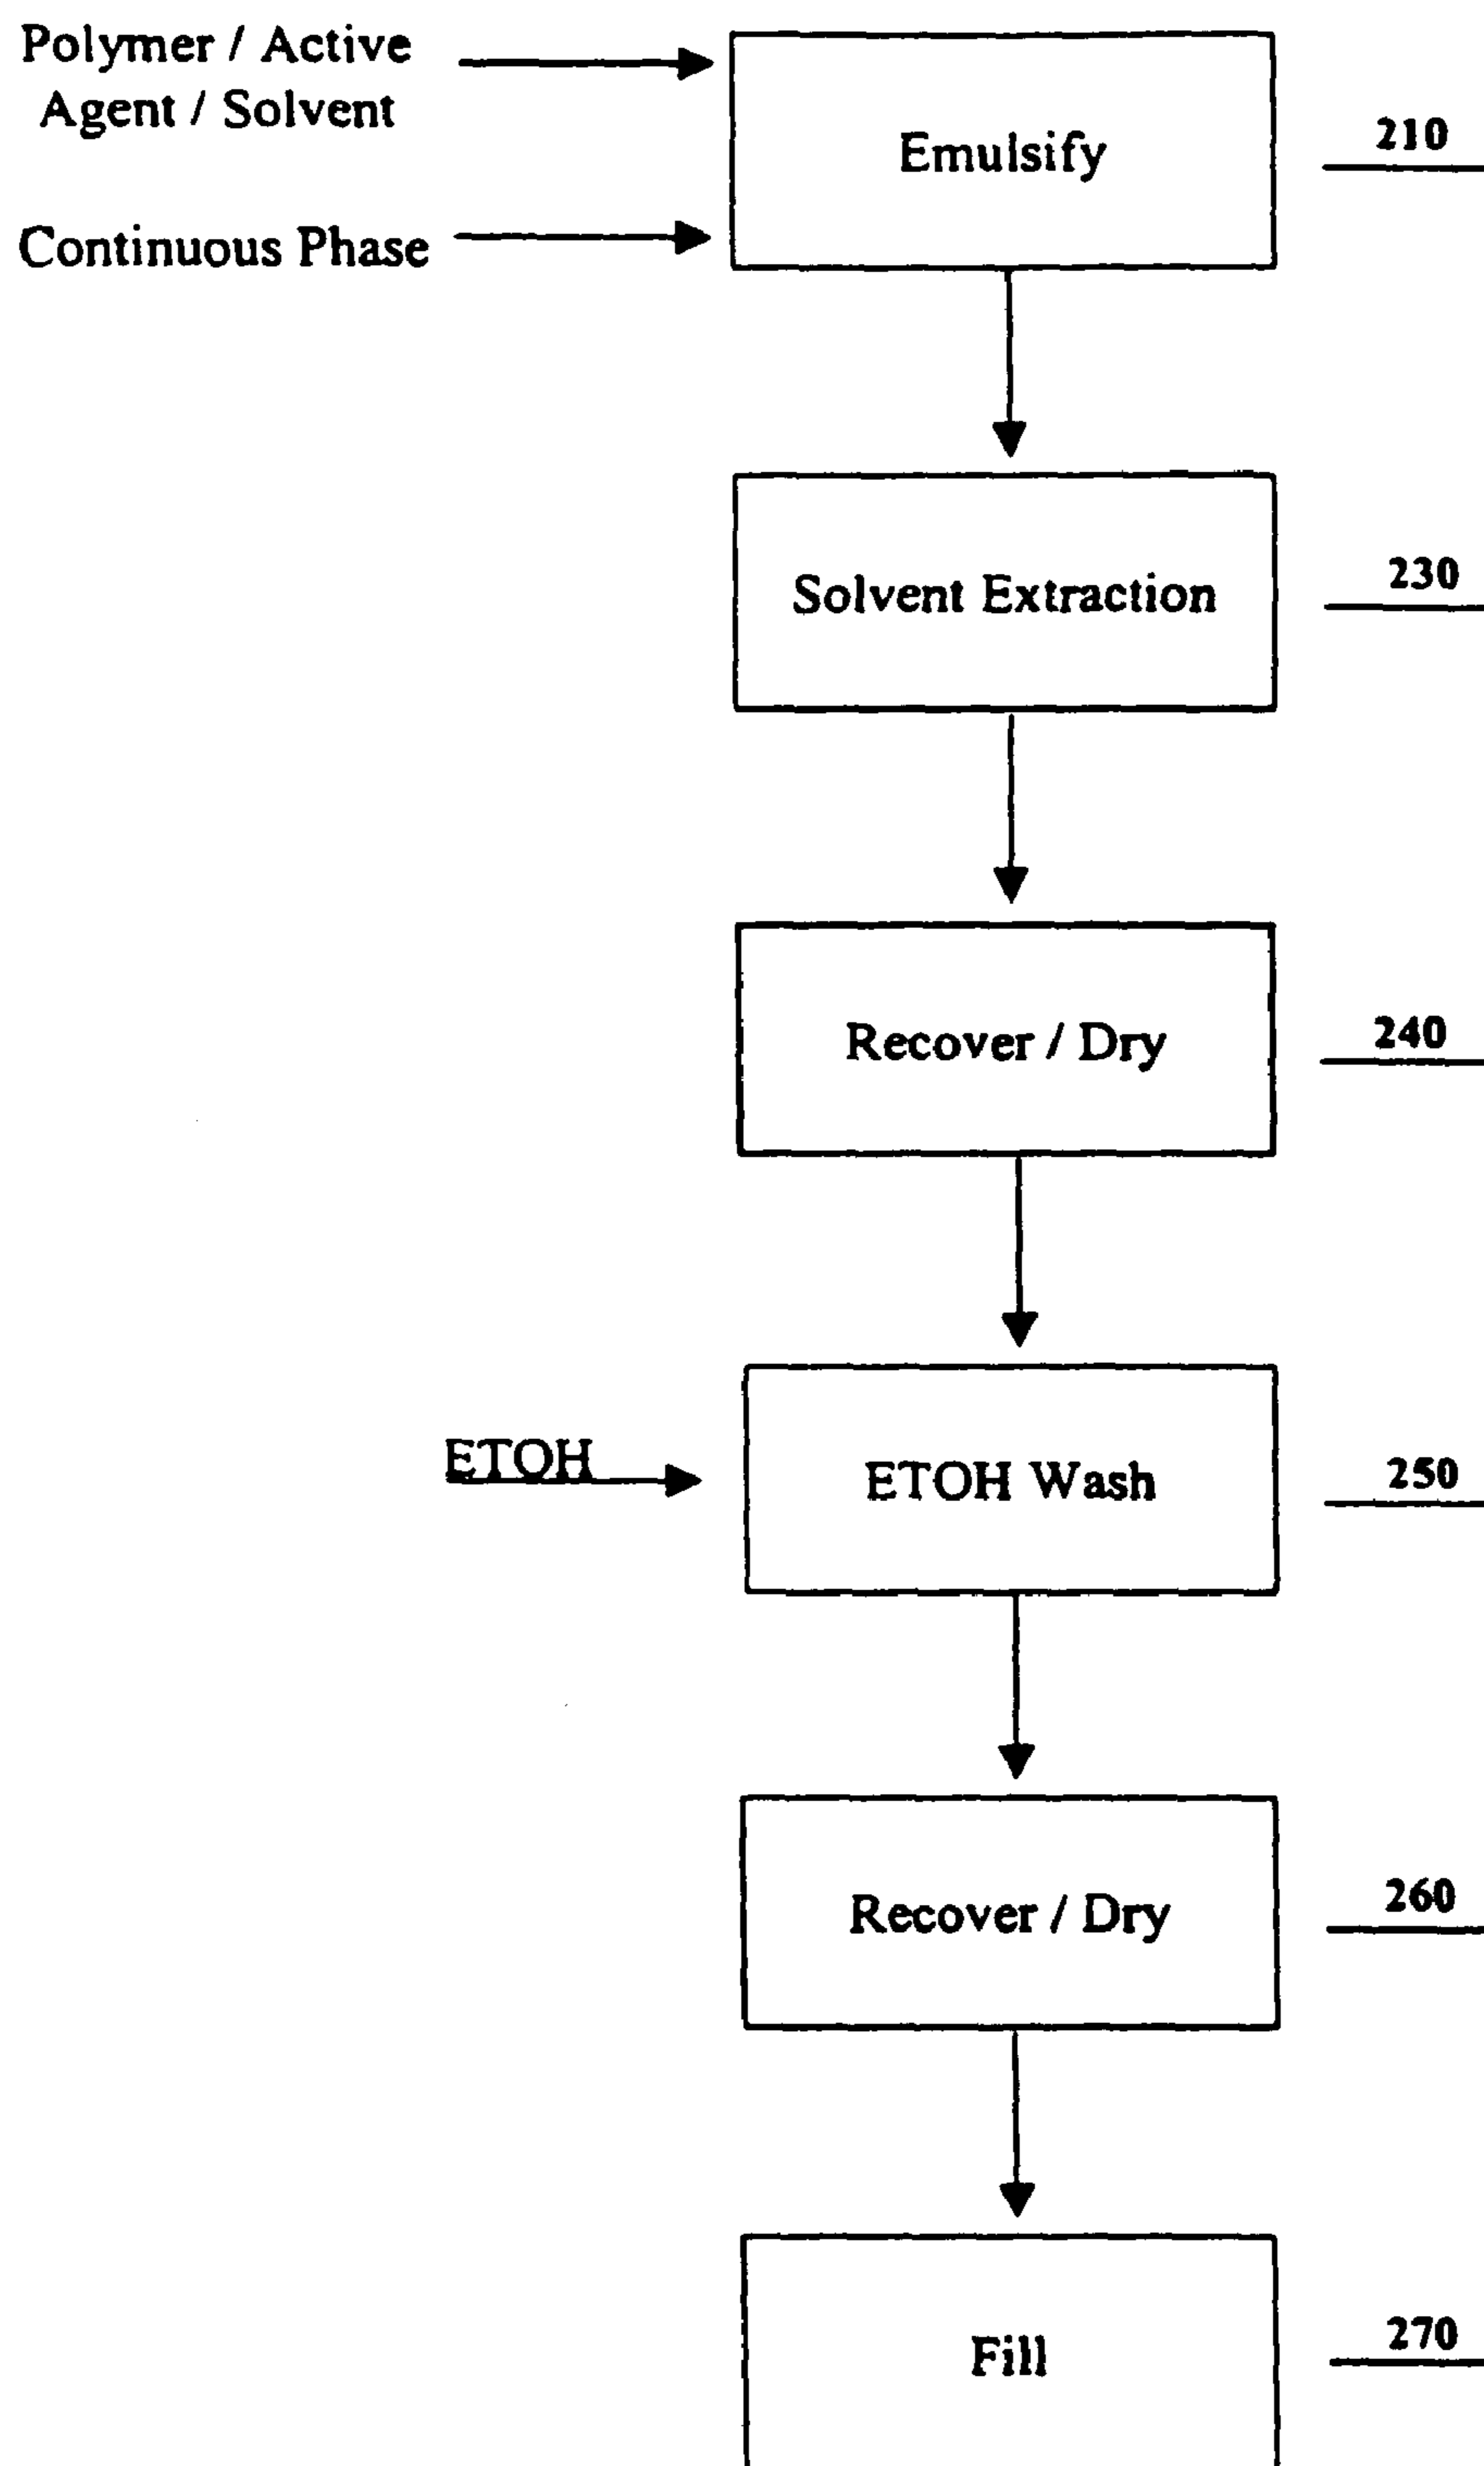 Polymer / Active
Agent / Solvent
Continuous Phase
Emulsify
210
Solvent Extraction
230
Recover / Dry
240
ETOH
ETOH Wash
250
Recover / Dry
260
Fill
270